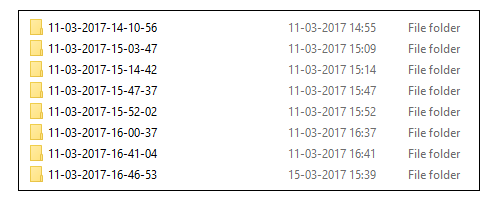 11-03-2017-14-10-56 11-03-2017 14:55 File folder
11-03-2017-15-03-47 11-03-2017 15:09 File folder
11-03-2017-15-14-42 11-03-2017 15:14 File folder
11-03-2017-15-47-37 11-03-2017 15:47 File folder
11-03-2017-15-52-02 11-03-2017 15:52 File folder
11-03-2017-16-00-37 11-03-2017 16:37 File folder
11-03-2017-16-41-04 11-03-2017 16:41 File folder
11-03-2017-16-46-53 15-03-2017 15:39 File folder